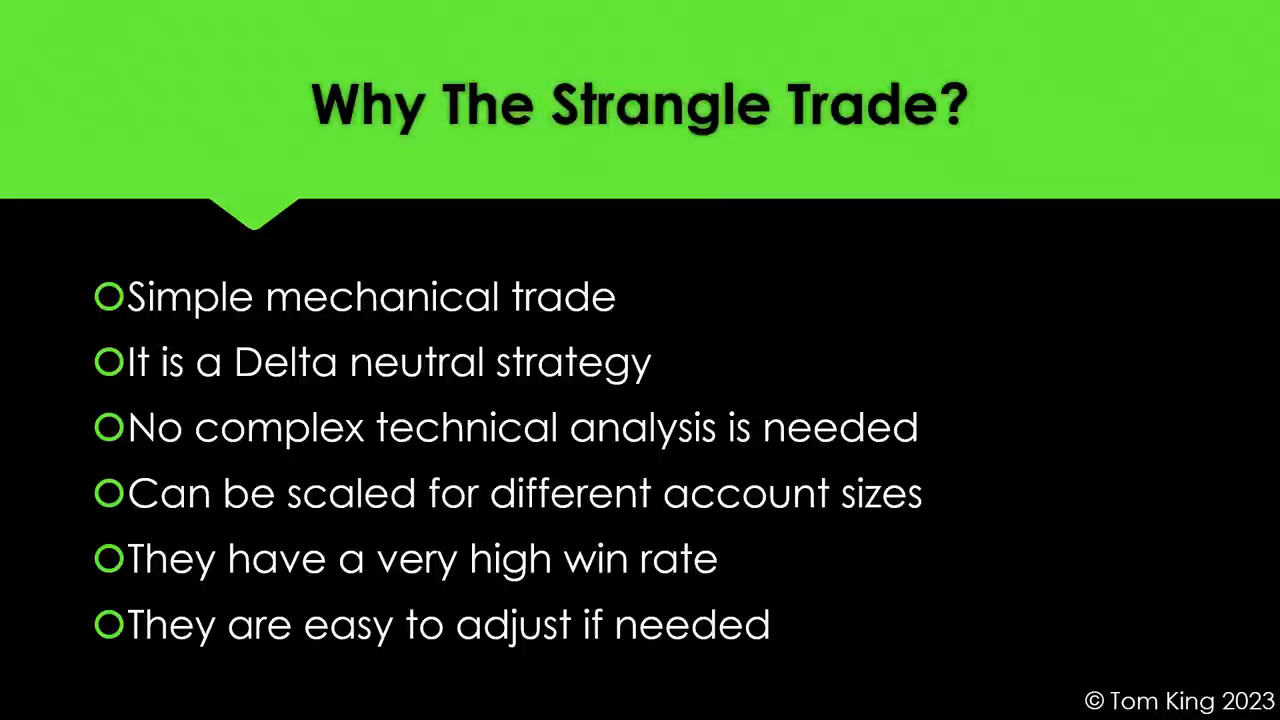 Why The Strangle Trade?
Simple mechanical trade
It is a Delta neutral strategy
No complex technical analysis is needed
Can be scaled for different account sizes
They have a very high win rate
They are easy to adjust if needed
© Tom King 2023